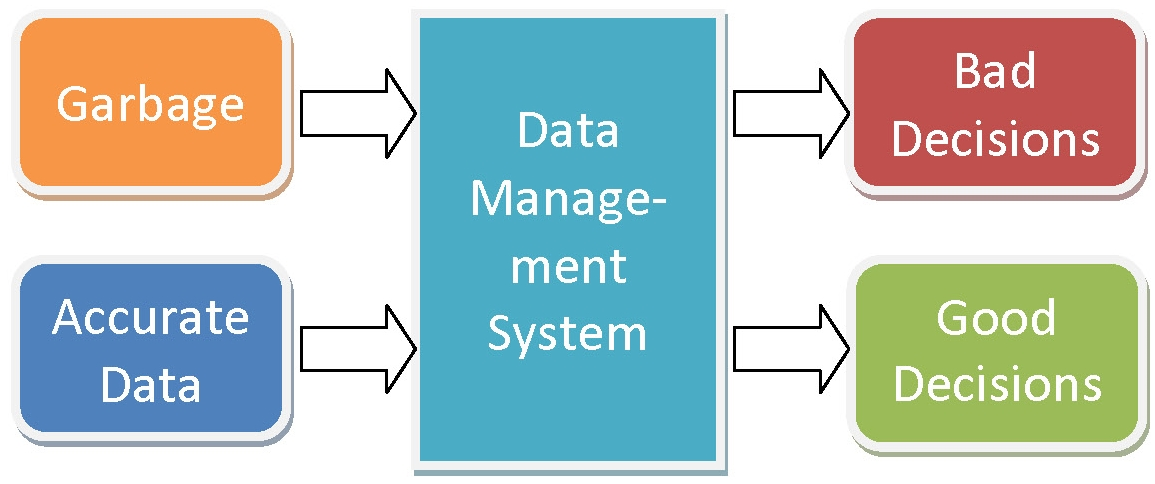 Garbage
Data
Manage-
ment
System
Bad
Decisions
Accurate
Data
Good
Decisions